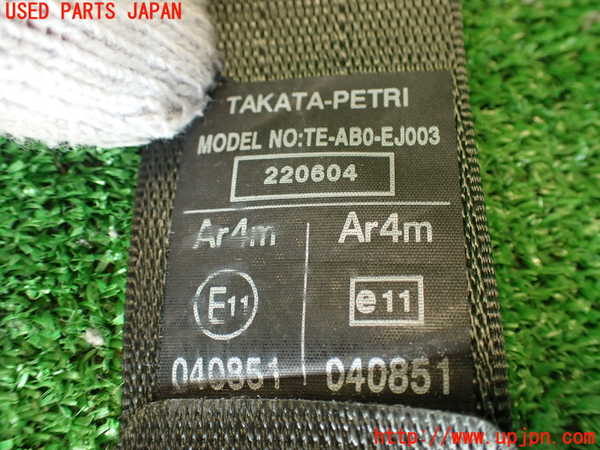 USED PARTS JAPAN
TAKATA-PETRI
MODEL NO:TE-AB0-EJ003
220604
Ar4m Ar4m
E11 e11
040851 040851
http://www.upjpn.com/